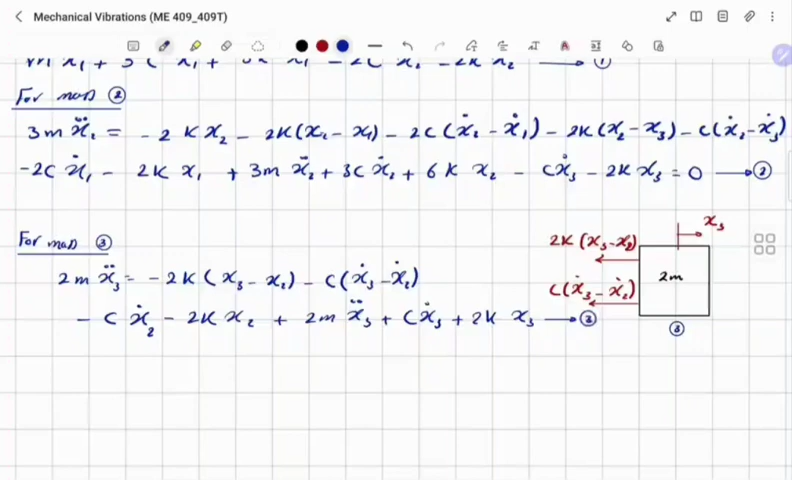 Mechanical Vibrations (ME 409_409T)
For mass ②
3m ẍ₂ = - 2 K x₂ - 2K(x₂ - x₁) - 2C(ẋ₂ - ẋ₁) - 2K(x₂ - x₃) - C(ẋ₂ - ẋ₃)
-2C ẋ₁ - 2K x₁ + 3m ẍ₂ + 3C ẋ₂ + 6K x₂ - Cẋ₃ - 2K x₃ = 0 → ②
For mass ③
2m ẍ₃ = - 2K(x₃ - x₂) - C(ẋ₃ - ẋ₂)
- C ẋ₂ - 2K x₂ + 2m ẍ₃ + Cẋ₃ + 2K x₃ → ③
x₃
2K (x₃ - x₂)
2m
C(ẋ₃ - ẋ₂)
③